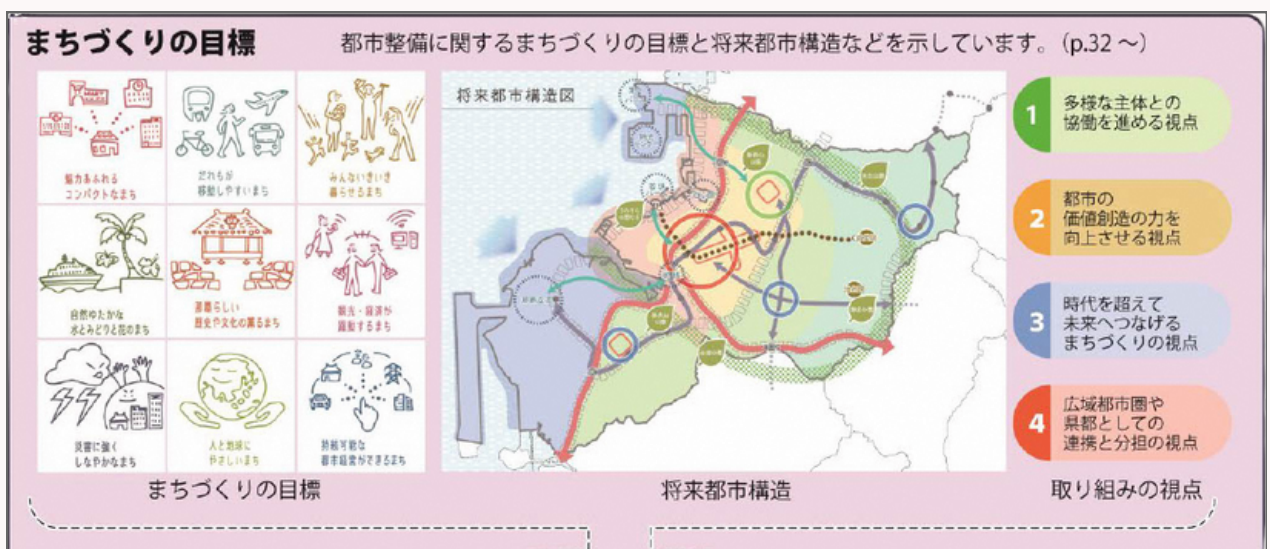 まちづくりの目標
都市整備に関するまちづくりの目標と将来都市構造などを示しています。(p.32 ～)
魅力あふれる
コンパクトなまち
だれもが
移動しやすいまち
みんないきいき
暮らせるまち
自然ゆたかな
水とみどりと花のまち
素晴らしい
歴史や文化の薫るまち
観光・経済が
躍動するまち
災害に強く
しなやかなまち
人と地球に
やさしいまち
持続可能な
都市経営ができるまち
まちづくりの目標
将来都市構造図
将来都市構造
1
多様な主体との
協働を進める視点
2
都市の
価値創造の力を
向上させる視点
3
時代を超えて
未来へつなげる
まちづくりの視点
4
広域都市圏や
県都としての
連携と分担の視点
取り組みの視点